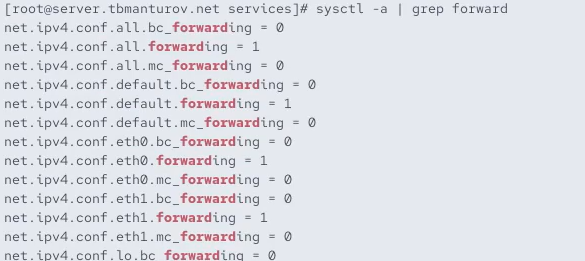 [root@server.tbmanturov.net services]# sysctl -a | grep forward
net.ipv4.conf.all.bc_forwarding = 0
net.ipv4.conf.all.forwarding = 1
net.ipv4.conf.all.mc_forwarding = 0
net.ipv4.conf.default.bc_forwarding = 0
net.ipv4.conf.default.forwarding = 1
net.ipv4.conf.default.mc_forwarding = 0
net.ipv4.conf.eth0.bc_forwarding = 0
net.ipv4.conf.eth0.forwarding = 1
net.ipv4.conf.eth0.mc_forwarding = 0
net.ipv4.conf.eth1.bc_forwarding = 0
net.ipv4.conf.eth1.forwarding = 1
net.ipv4.conf.eth1.mc_forwarding = 0
net.ipv4.conf.lo.bc_forwarding = 0